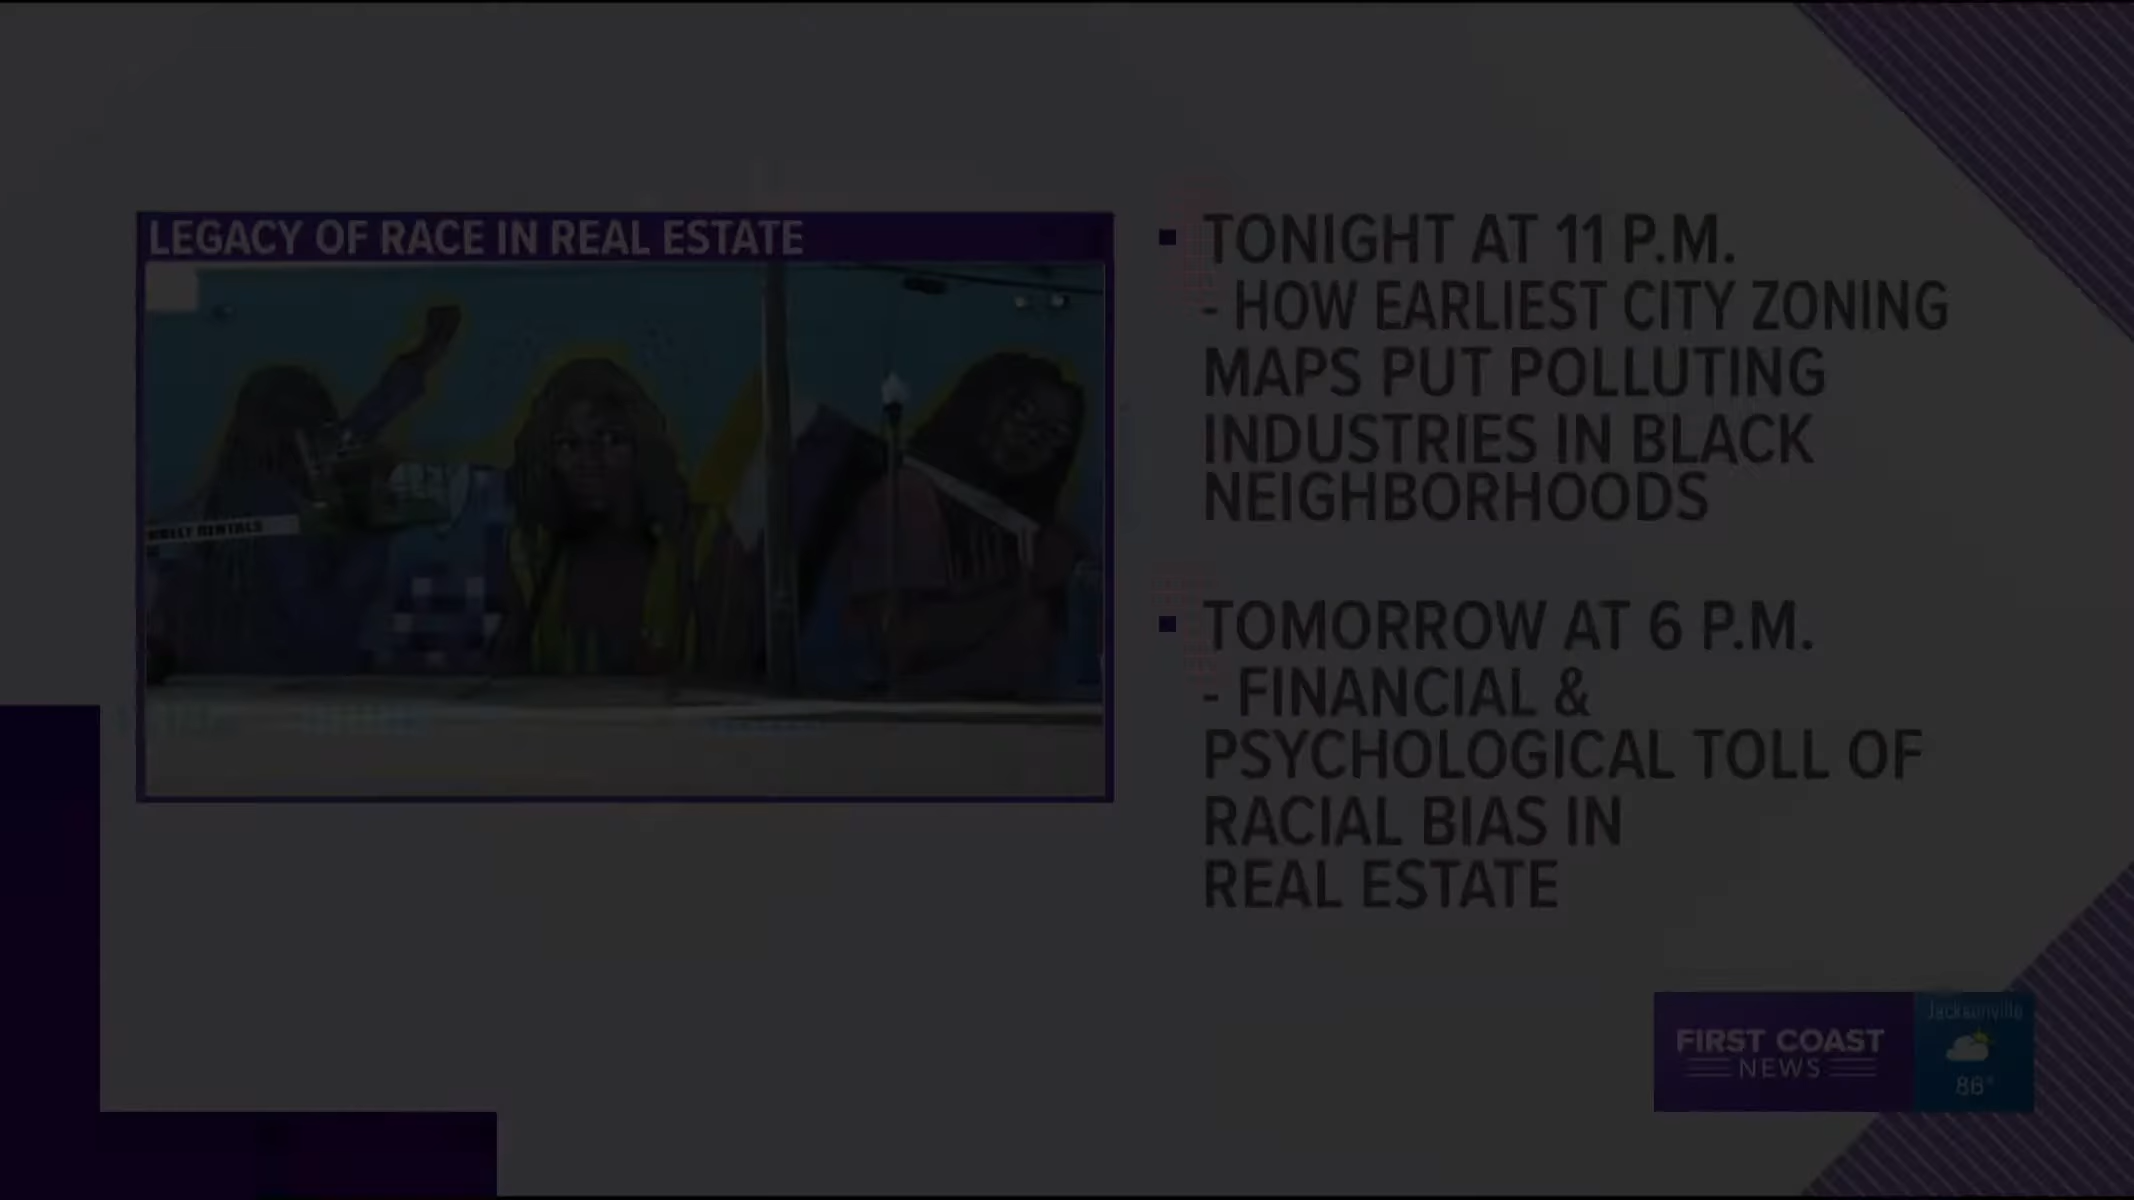 LEGACY OF RACE IN REAL ESTATE
RENTALS
TONIGHT AT 11 P.M.
- HOW EARLIEST CITY ZONING
MAPS PUT POLLUTING
INDUSTRIES IN BLACK
NEIGHBORHOODS
TOMORROW AT 6 P.M.
- FINANCIAL &
PSYCHOLOGICAL TOLL OF
RACIAL BIAS IN
REAL ESTATE
FIRST COAST
NEWS
Jacksonville
86°